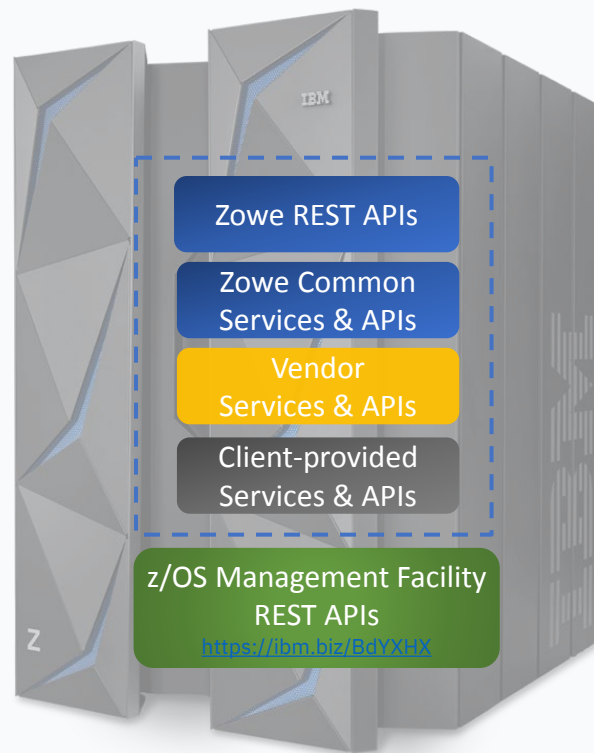 IBM
Zowe REST APIs
Zowe Common
Services & APIs
Vendor
Services & APIs
Client-provided
Services & APIs
z/OS Management Facility
REST APIs
https://ibm.biz/BdYXHX
Z
IBM